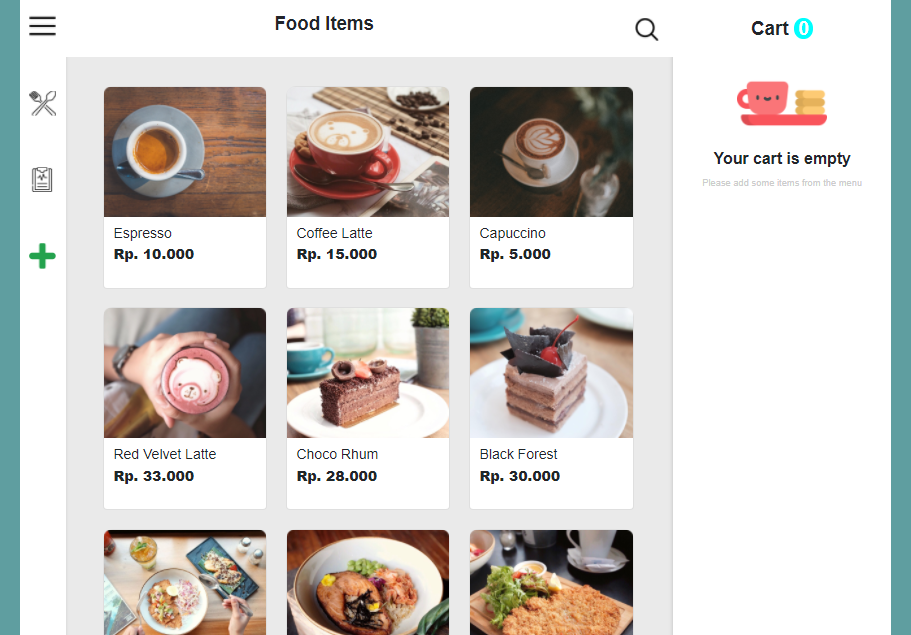 Food Items
Cart 0
Your cart is empty
Please add some items from the menu
Espresso
Rp. 10.000
Coffee Latte
Rp. 15.000
Capuccino
Rp. 5.000
Red Velvet Latte
Rp. 33.000
Choco Rhum
Rp. 28.000
Black Forest
Rp. 30.000